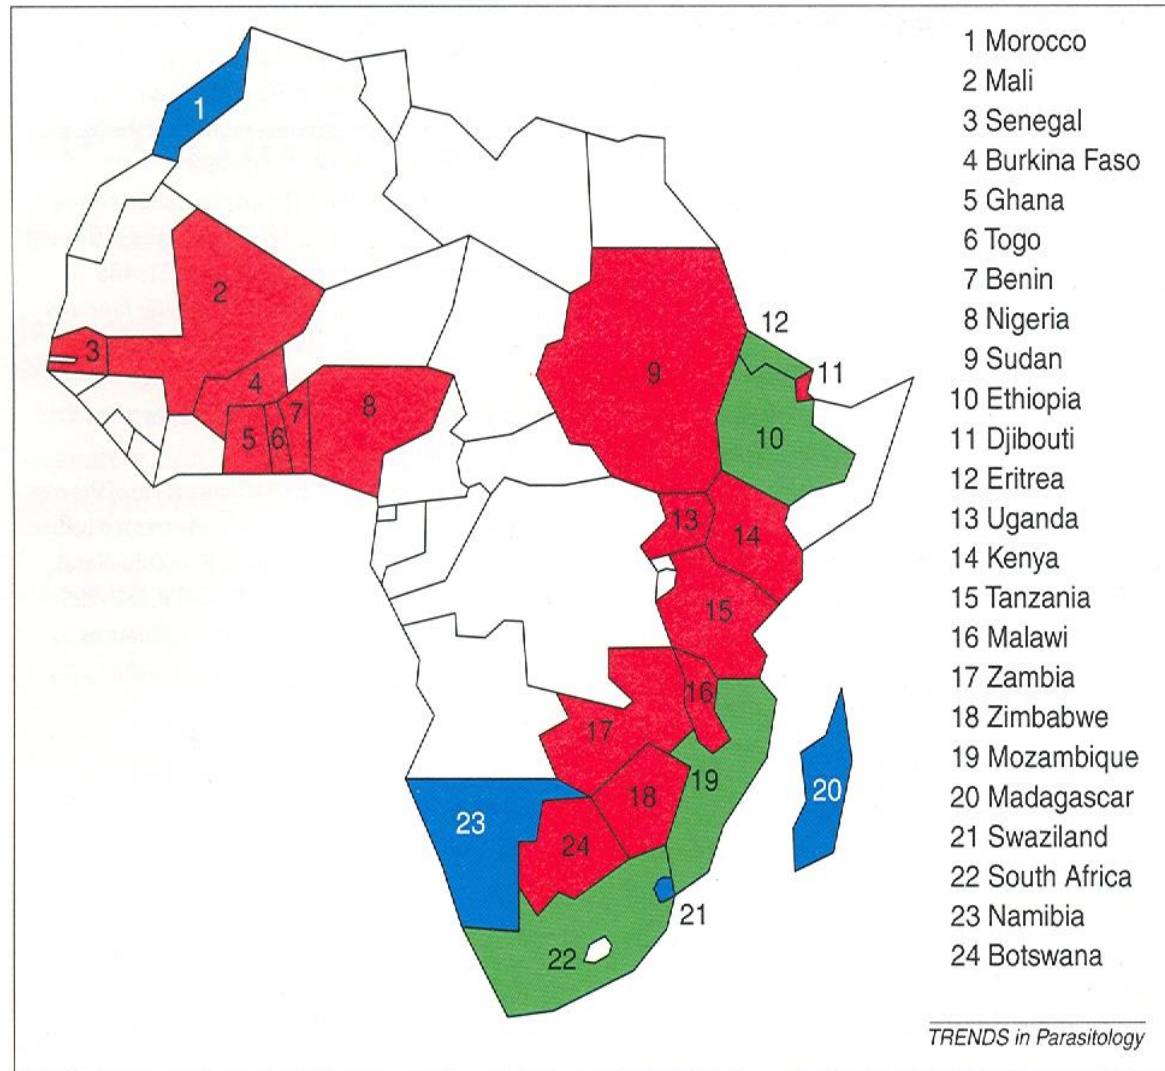 1 Morocco
2 Mali
3 Senegal
4 Burkina Faso
5 Ghana
6 Togo
7 Benin
8 Nigeria
9 Sudan
10 Ethiopia
11 Djibouti
12 Eritrea
13 Uganda
14 Kenya
15 Tanzania
16 Malawi
17 Zambia
18 Zimbabwe
19 Mozambique
20 Madagascar
21 Swaziland
22 South Africa
23 Namibia
24 Botswana
1
2
3
4
5
6
7
8
9
10
11
12
13
14
15
16
17
18
19
20
21
22
23
24
TRENDS in Parasitology